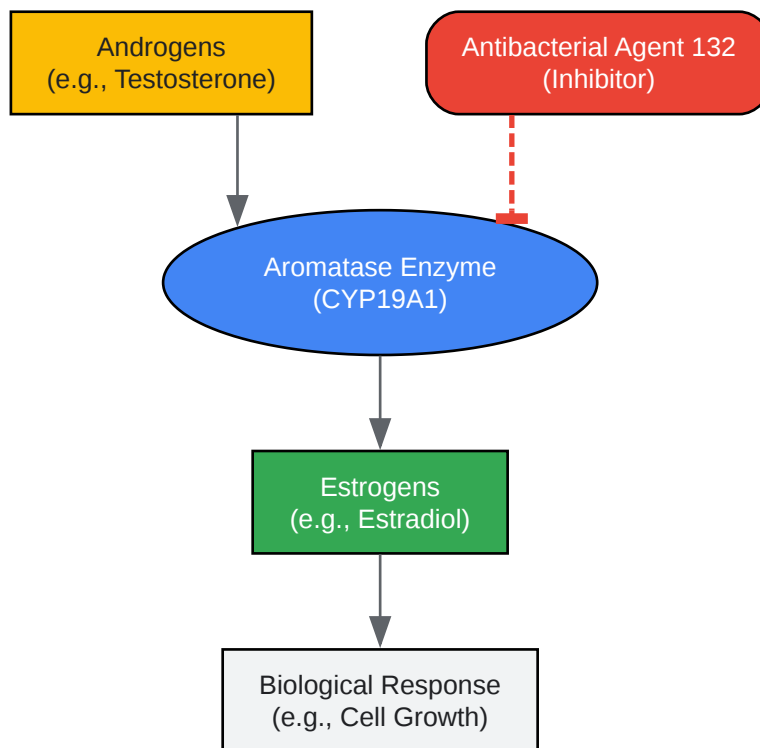 Androgens
(e.g., Testosterone)
Antibacterial Agent 132
(Inhibitor)
Aromatase Enzyme
(CYP19A1)
Estrogens
(e.g., Estradiol)
Biological Response
(e.g., Cell Growth)